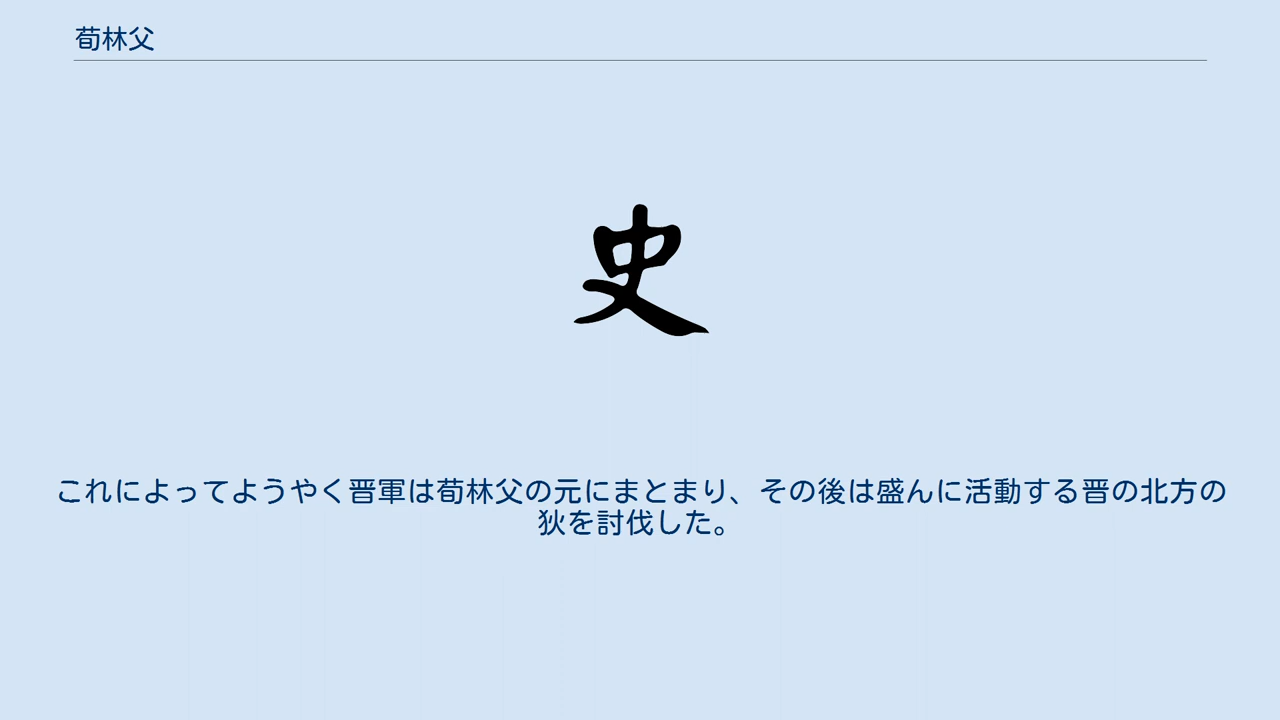 荀林父
史
これによってようやく晋軍は荀林父の元にまとまり、その後は盛んに活動する晋の北方の
狄を討伐した。